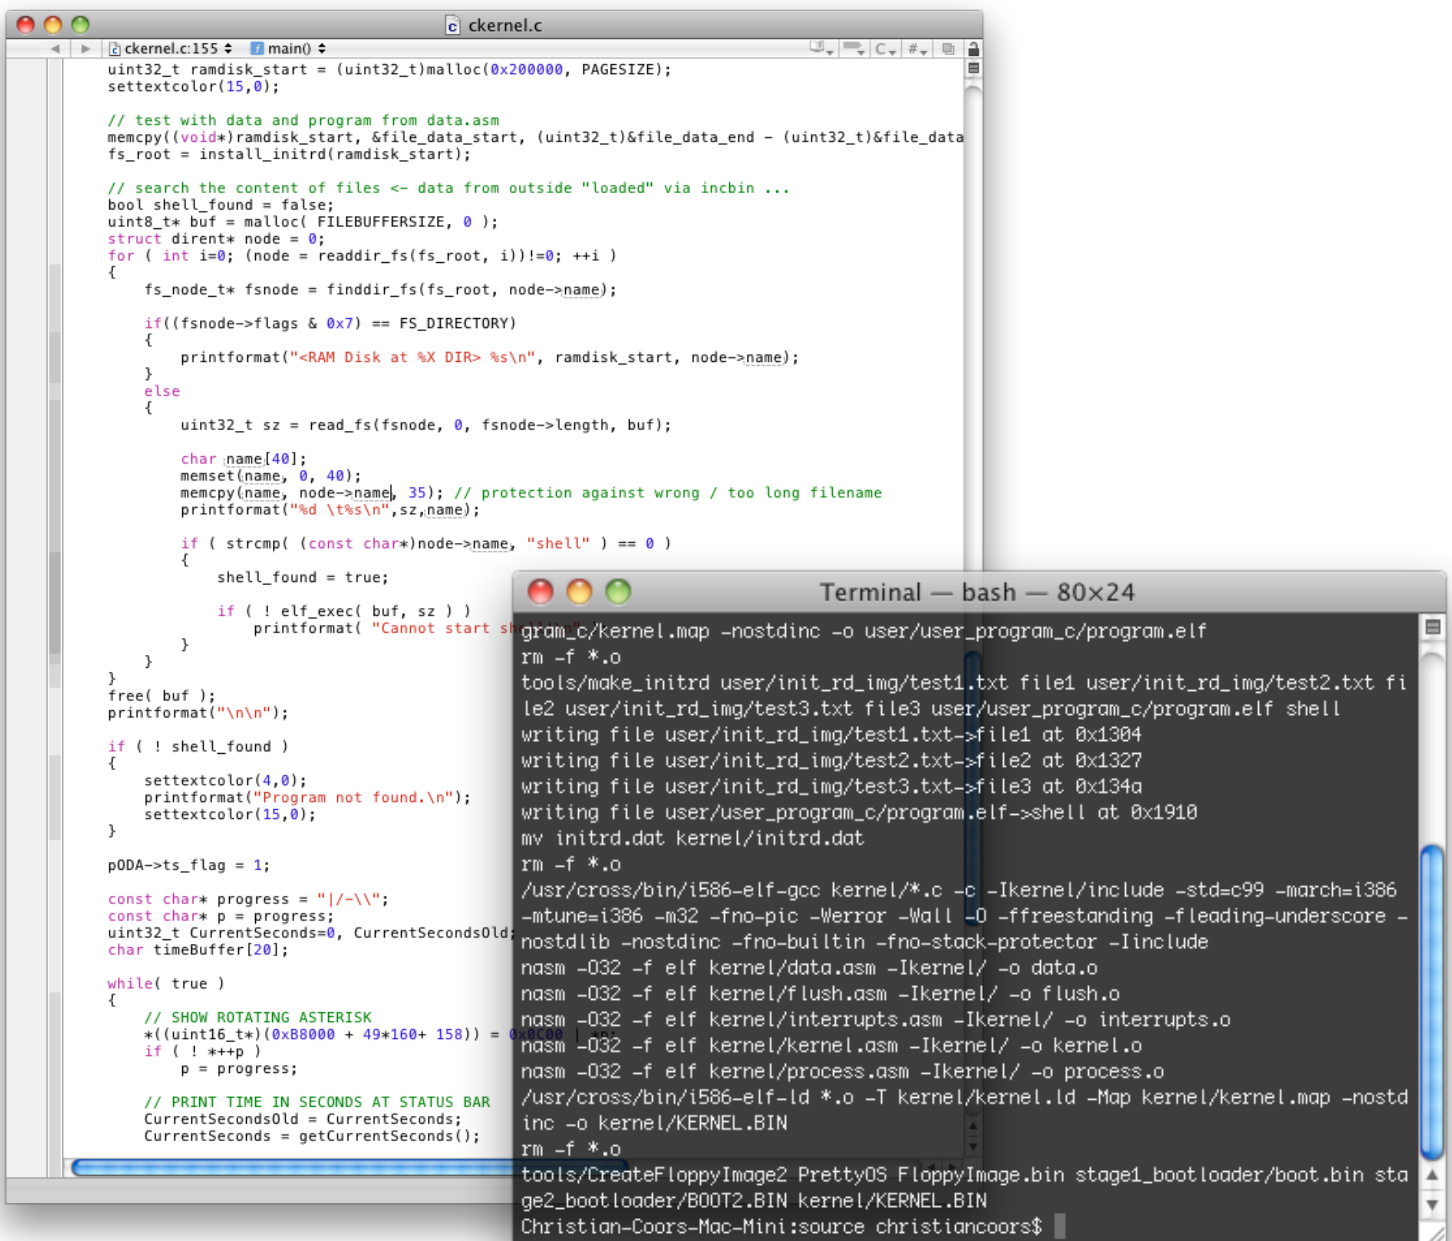 ckernel.c
ckernel.c:155 main() C #
uint32_t ramdisk_start = (uint32_t)malloc(0x200000, PAGESIZE);
settextcolor(15,0);
// test with data and program from data.asm
memcpy((void*)ramdisk_start, &file_data_start, (uint32_t)&file_data_end - (uint32_t)&file_data
fs_root = install_initrd(ramdisk_start);
// search the content of files <- data from outside "loaded" via incbin ...
bool shell_found = false;
uint8_t* buf = malloc( FILEBUFFERSIZE, 0 );
struct dirent* node = 0;
for ( int i=0; (node = readdir_fs(fs_root, i))!=0; ++i )
{
fs_node_t* fsnode = finddir_fs(fs_root, node->name);
if((fsnode->flags & 0x7) == FS_DIRECTORY)
{
printformat("<RAM Disk at %X DIR> %s\n", ramdisk_start, node->name);
}
else
{
uint32_t sz = read_fs(fsnode, 0, fsnode->length, buf);
char name[40];
memset(name, 0, 40);
memcpy(name, node->name, 35); // protection against wrong / too long filename
printformat("%d \t%s\n",sz,name);
if ( strcmp( (const char*)node->name, "shell" ) == 0 )
{
shell_found = true;
if ( ! elf_exec( buf, sz ) )
printformat( "Cannot start shell!\n"
}
}
}
free( buf );
printformat("\n\n");
if ( ! shell_found )
{
settextcolor(4,0);
printformat("Program not found.\n");
settextcolor(15,0);
}
pODA->ts_flag = 1;
const char* progress = "|/-\\";
const char* p = progress;
uint32_t CurrentSeconds=0, CurrentSecondsOld;
char timeBuffer[20];
while( true )
{
// SHOW ROTATING ASTERISK
*((uint16_t*)(0xB8000 + 49*160+ 158)) = 0x0C00 | *p;
if ( ! *++p )
p = progress;
// PRINT TIME IN SECONDS AT STATUS BAR
CurrentSecondsOld = CurrentSeconds;
CurrentSeconds = getCurrentSeconds();
Terminal — bash — 80×24
gram_c/kernel.map -nostdinc -o user/user_program_c/program.elf
rm -f *.o
tools/make_initrd user/init_rd_img/test1.txt file1 user/init_rd_img/test2.txt fi
le2 user/init_rd_img/test3.txt file3 user/user_program_c/program.elf shell
writing file user/init_rd_img/test1.txt->file1 at 0x1304
writing file user/init_rd_img/test2.txt->file2 at 0x1327
writing file user/init_rd_img/test3.txt->file3 at 0x134a
writing file user/user_program_c/program.elf->shell at 0x1910
mv initrd.dat kernel/initrd.dat
rm -f *.o
/usr/cross/bin/i586-elf-gcc kernel/*.c -c -Ikernel/include -std=c99 -march=i386
-mtune=i386 -m32 -fno-pic -Werror -Wall -O -ffreestanding -fleading-underscore -
nostdlib -nostdinc -fno-builtin -fno-stack-protector -Iinclude
nasm -O32 -f elf kernel/data.asm -Ikernel/ -o data.o
nasm -O32 -f elf kernel/flush.asm -Ikernel/ -o flush.o
nasm -O32 -f elf kernel/interrupts.asm -Ikernel/ -o interrupts.o
nasm -O32 -f elf kernel/kernel.asm -Ikernel/ -o kernel.o
nasm -O32 -f elf kernel/process.asm -Ikernel/ -o process.o
/usr/cross/bin/i586-elf-ld *.o -T kernel/kernel.ld -Map kernel/kernel.map -nostd
inc -o kernel/KERNEL.BIN
rm -f *.o
tools/CreateFloppyImage2 PrettyOS FloppyImage.bin stage1_bootloader/boot.bin sta
ge2_bootloader/BOOT2.BIN kernel/KERNEL.BIN
Christian-Coors-Mac-Mini:source christiancoors$